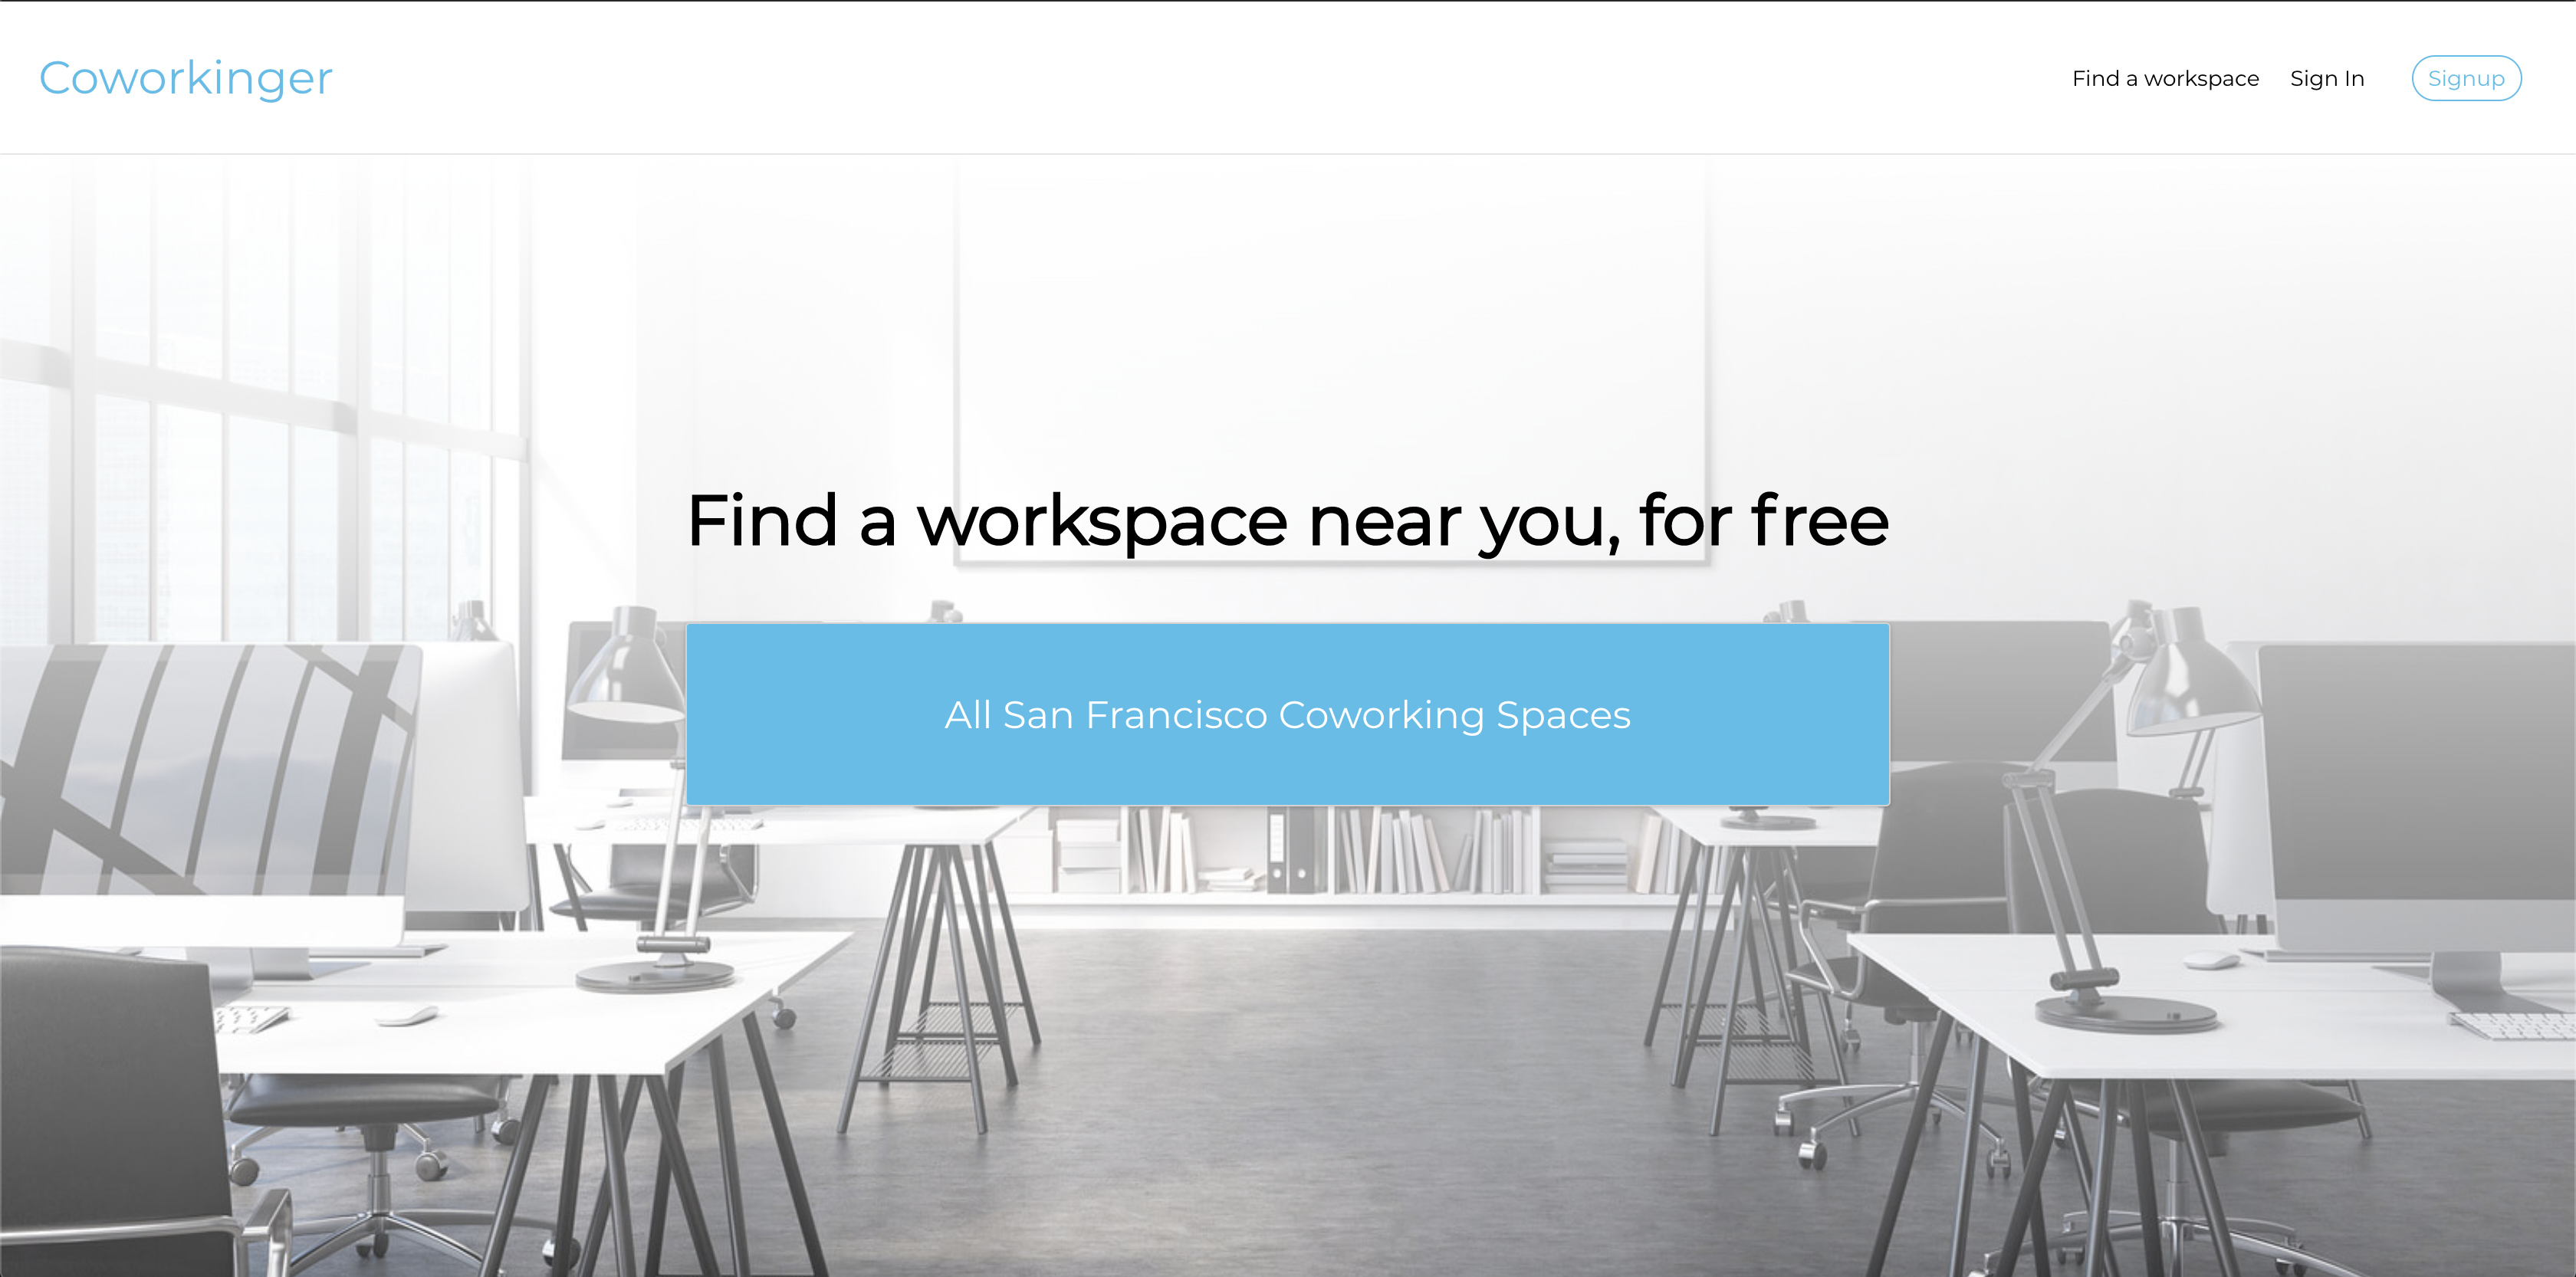 Coworkinger
Find a workspace
Sign In
Signup
Find a workspace near you, for free
All San Francisco Coworking Spaces